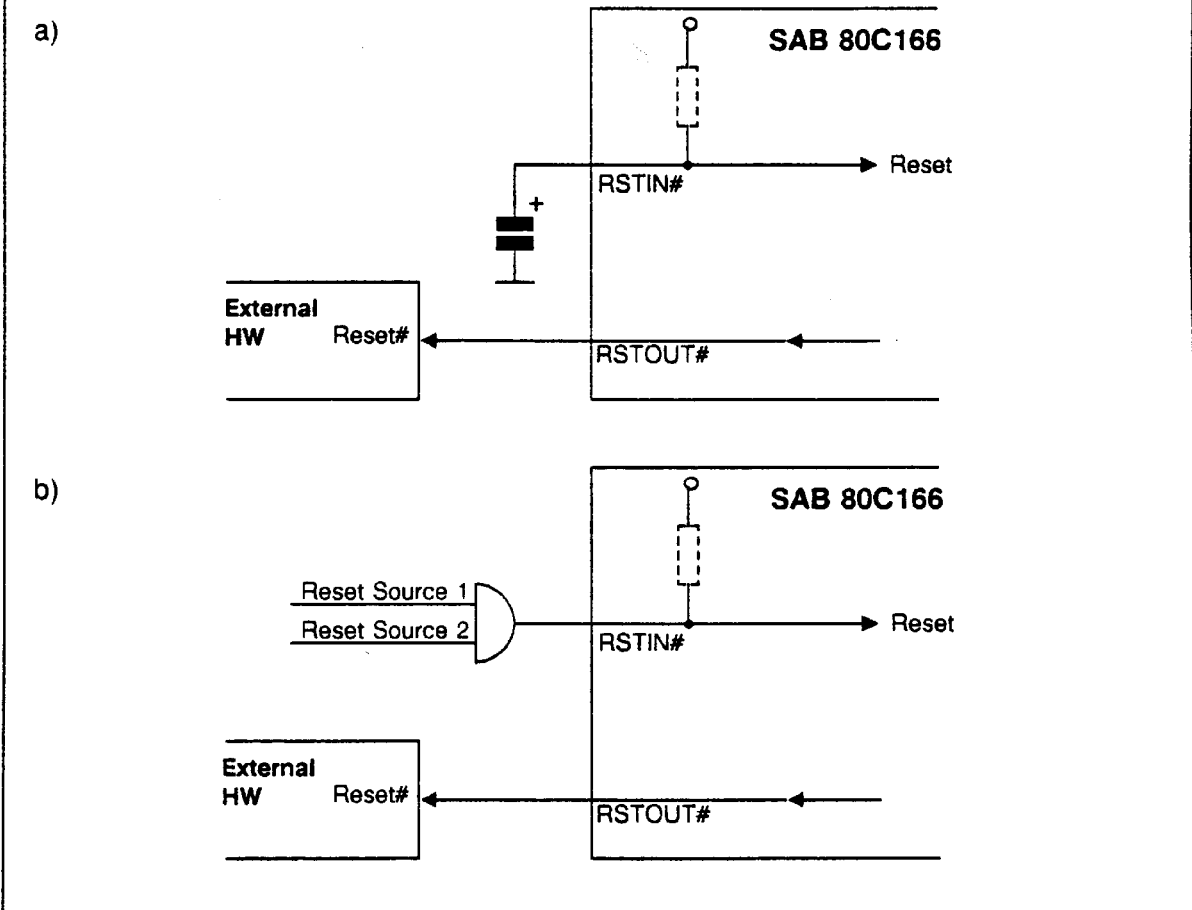 a)
SAB 80C166
Reset
RSTIN#
+
External
HW
Reset#
RSTOUT#
b)
SAB 80C166
Reset Source 1
Reset Source 2
Reset
RSTIN#
External
HW
Reset#
RSTOUT#